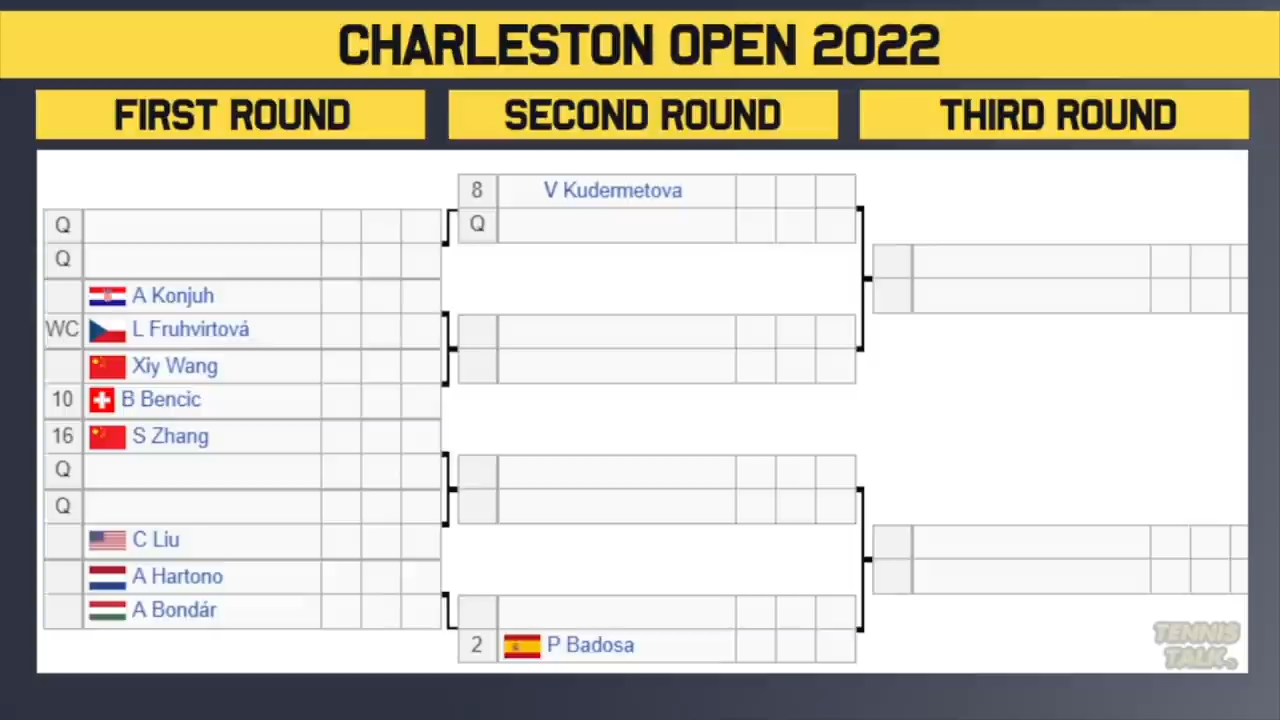 CHARLESTON OPEN 2022
FIRST ROUND
SECOND ROUND
THIRD ROUND
8 V Kudermetova
Q
Q
Q
A Konjuh
WC L Fruhvirtová
Xiy Wang
10 B Bencic
16 S Zhang
Q
Q
C Liu
A Hartono
A Bondár
2 P Badosa
TENNIS
TALK